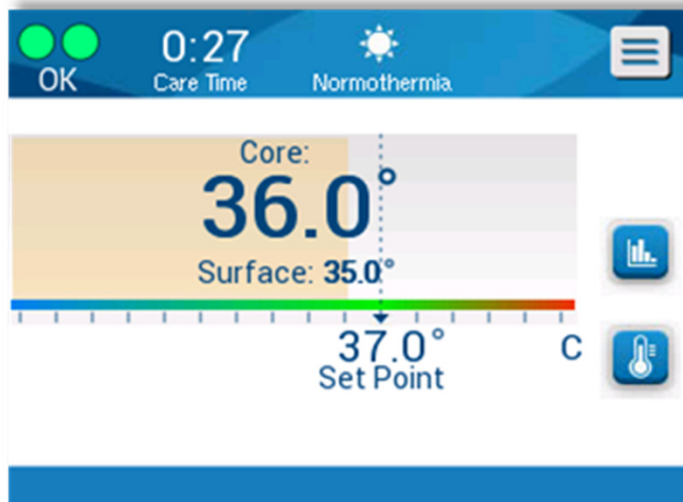 OK
0:27
Care Time
Normothermia
Core:
36.0°
Surface: 35.0°
37.0°
Set Point
C